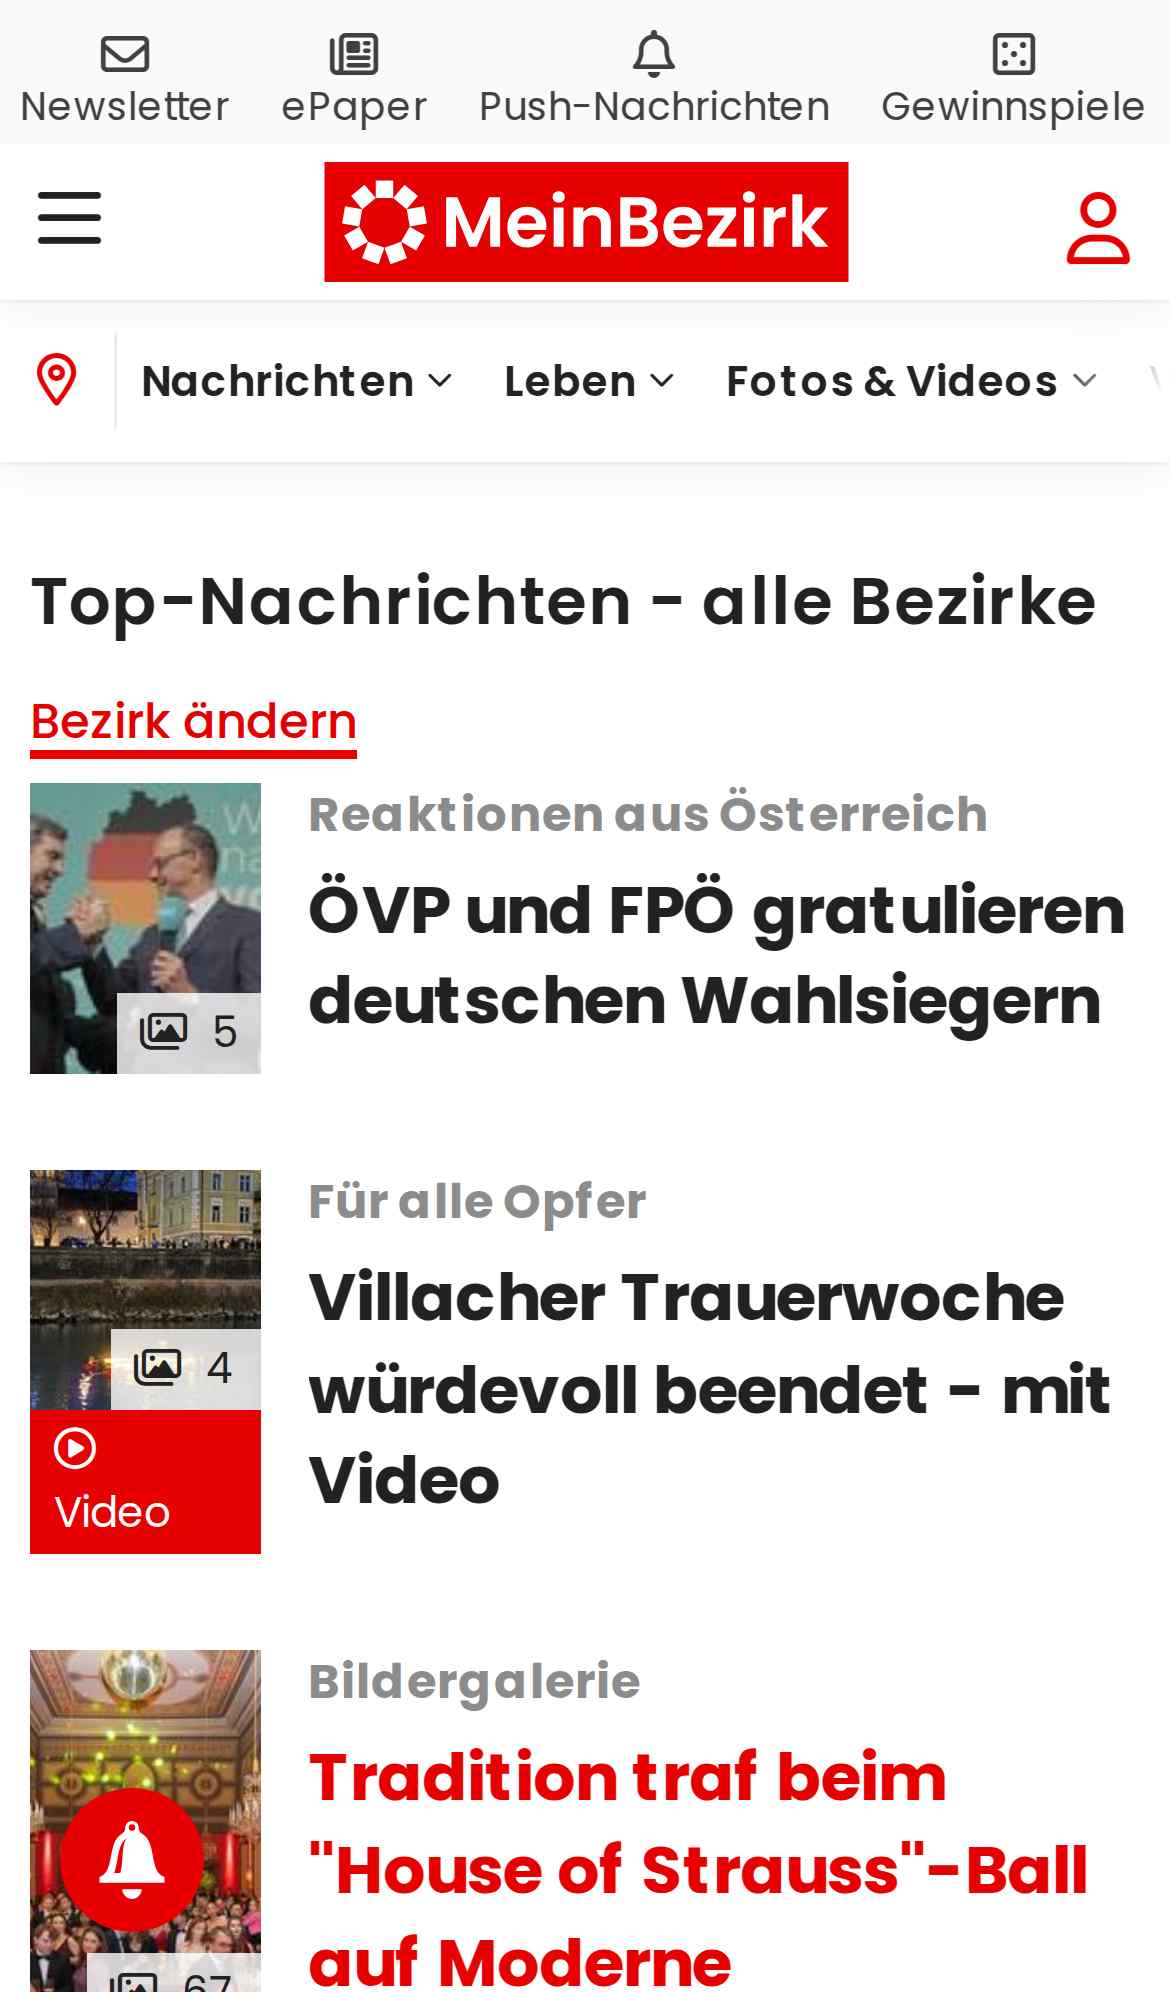 Newsletter ePaper Push-Nachrichten Gewinnspiele
MeinBezirk
Nachrichten Leben Fotos & Videos
Top-Nachrichten - alle Bezirke
Bezirk ändern
Reaktionen aus Österreich
ÖVP und FPÖ gratulieren
deutschen Wahlsiegern
5
Für alle Opfer
Villacher Trauerwoche
würdevoll beendet - mit
Video
4
Video
Bildergalerie
Tradition traf beim
"House of Strauss"-Ball
auf Moderne
67